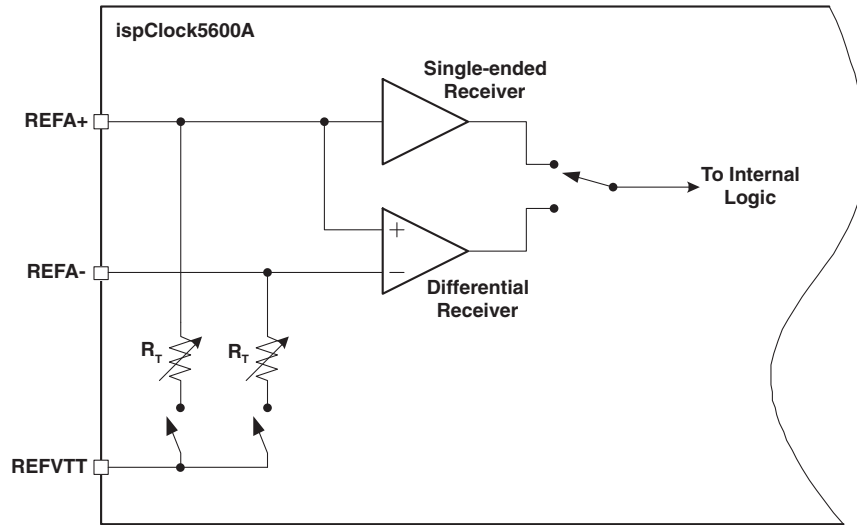 ispClock5600A
Single-ended
Receiver
REFA+
To Internal
Logic
+
REFA-
−
Differential
Receiver
RT
RT
REFVTT